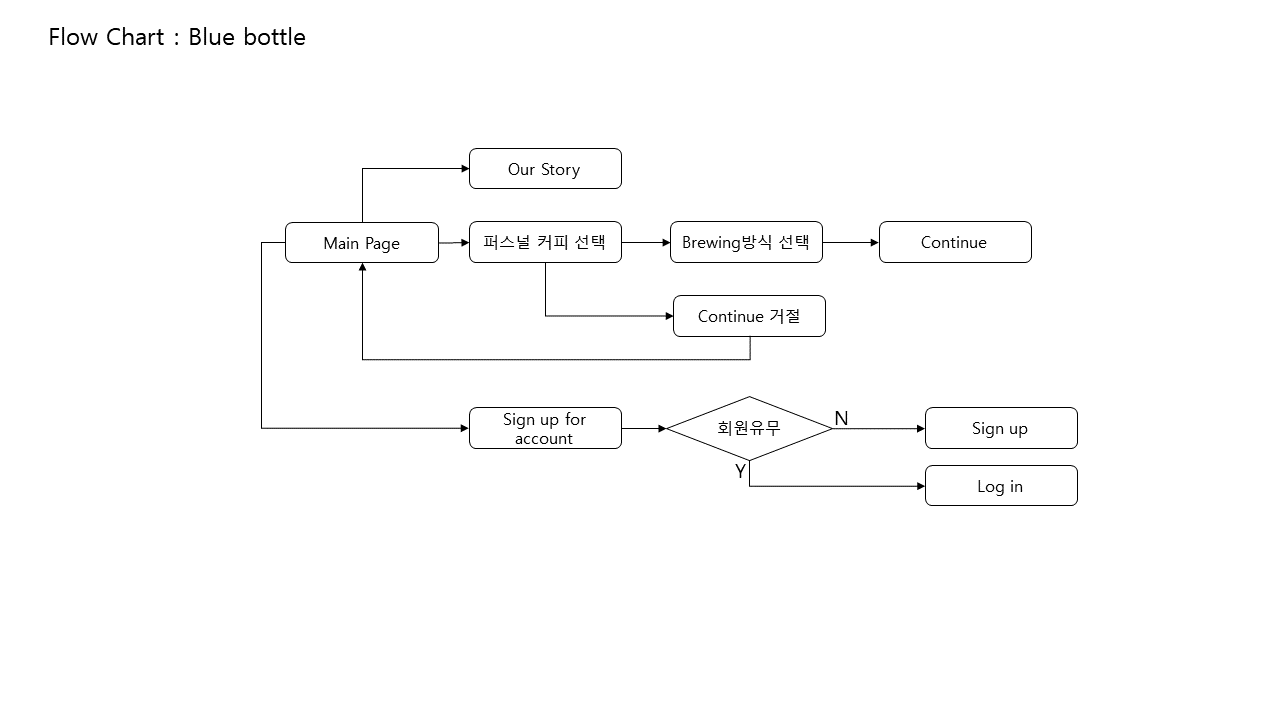 Flow Chart : Blue bottle
Our Story
Main Page
퍼스널 커피 선택
Brewing방식 선택
Continue
Continue 거절
Sign up for
account
회원유무
N
Sign up
Y
Log in